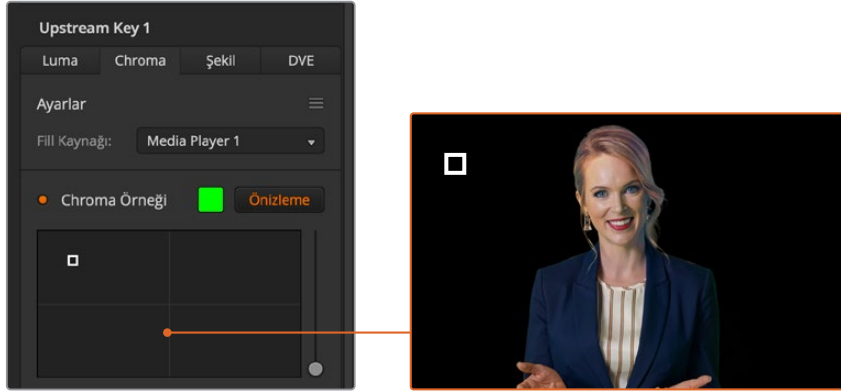 Upstream Key 1
Luma Chroma Şekil DVE
Ayarlar
Fill Kaynağı: Media Player 1
Chroma Örneği Önizleme